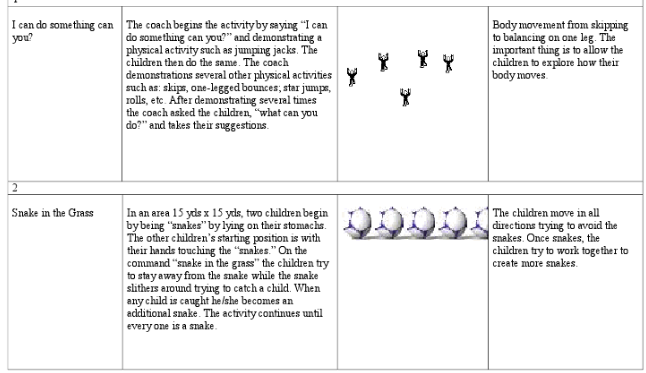 I can do something can
you?
The coach begins the activity by saying "I can
do something can you?" and demonstrating a
physical activity such as jumping jacks. The
children then do the same. The coach
demonstrations several other physical activities
such as: skips, one-legged bounces; star jumps,
rolls, etc. After demonstrating several times
the coach asked the children, "what can you
do?" and takes their suggestions.
Body movement from skipping
to balancing on one leg. The
important thing is to allow the
children to explore how their
body moves.
2
Snake in the Grass
In an area 15 yds x 15 yds, two children begin
by being "snakes" by lying on their stomachs.
The other children's starting position is with
their hands touching the "snakes." On the
command "snake in the grass" the children try
to stay away from the snake while the snake
slithers around trying to catch a child. When
any child is caught he/she becomes an
additional snake. The activity continues until
every one is a snake.
The children move in all
directions trying to avoid the
snakes. Once snakes, the
children try to work together to
create more snakes.